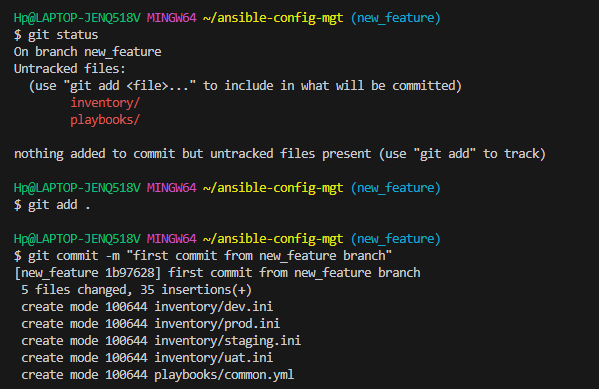 Hp@LAPTOP-JENQ518V MINGW64 ~/ansible-config-mgt (new_feature)
$ git status
On branch new_feature
Untracked files:
  (use "git add <file>..." to include in what will be committed)
        inventory/
        playbooks/

nothing added to commit but untracked files present (use "git add" to track)

Hp@LAPTOP-JENQ518V MINGW64 ~/ansible-config-mgt (new_feature)
$ git add .

Hp@LAPTOP-JENQ518V MINGW64 ~/ansible-config-mgt (new_feature)
$ git commit -m "first commit from new_feature branch"
[new_feature 1b97628] first commit from new_feature branch
 5 files changed, 35 insertions(+)
 create mode 100644 inventory/dev.ini
 create mode 100644 inventory/prod.ini
 create mode 100644 inventory/staging.ini
 create mode 100644 inventory/uat.ini
 create mode 100644 playbooks/common.yml